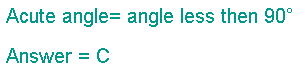 Acute angle= angle less then 90°
Answer = C